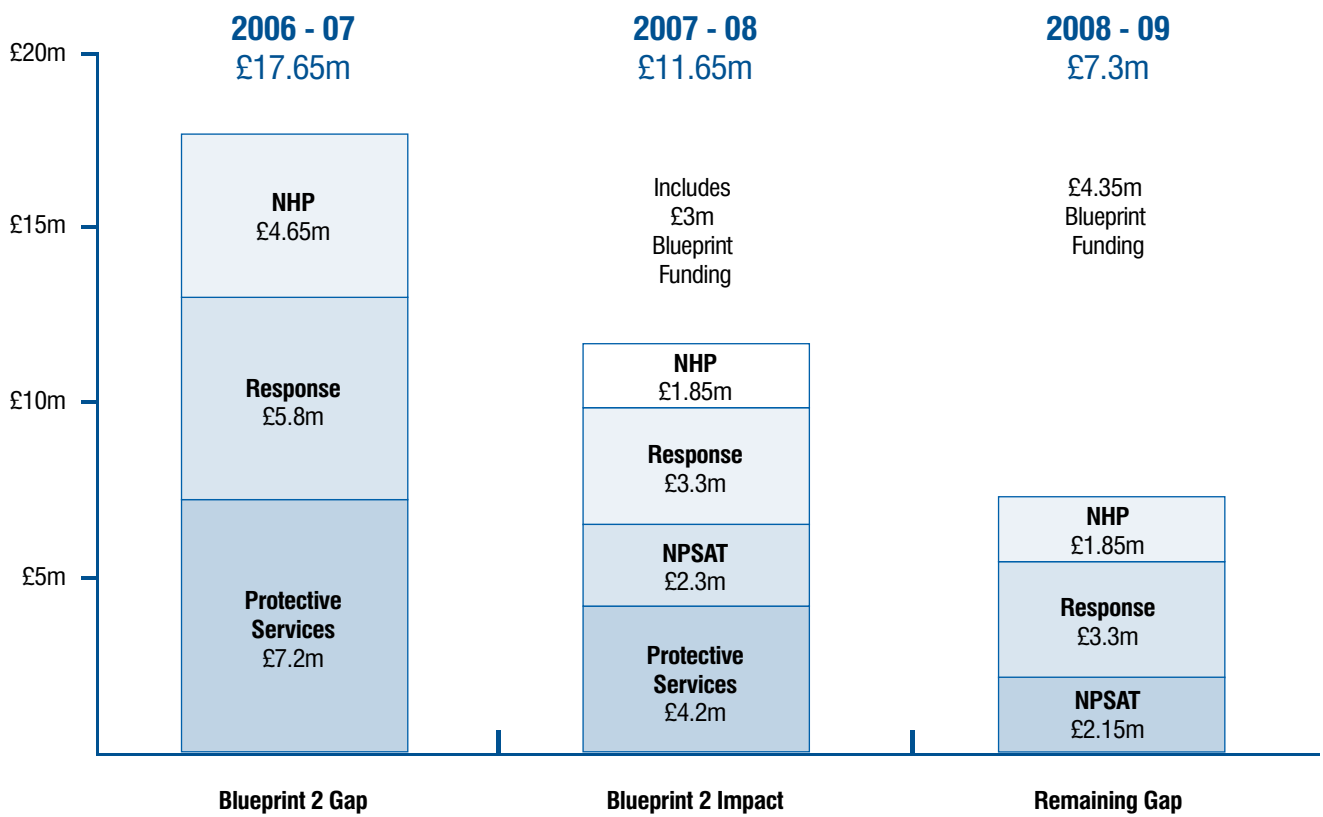 2006 - 07
£17.65m
2007 - 08
£11.65m
2008 - 09
£7.3m
£20m
£15m
£10m
£5m
NHP
£4.65m
Response
£5.8m
Protective
Services
£7.2m
Includes
£3m
Blueprint
Funding
NHP
£1.85m
Response
£3.3m
NPSAT
£2.3m
Protective
Services
£4.2m
£4.35m
Blueprint
Funding
NHP
£1.85m
Response
£3.3m
NPSAT
£2.15m
Blueprint 2 Gap
Blueprint 2 Impact
Remaining Gap